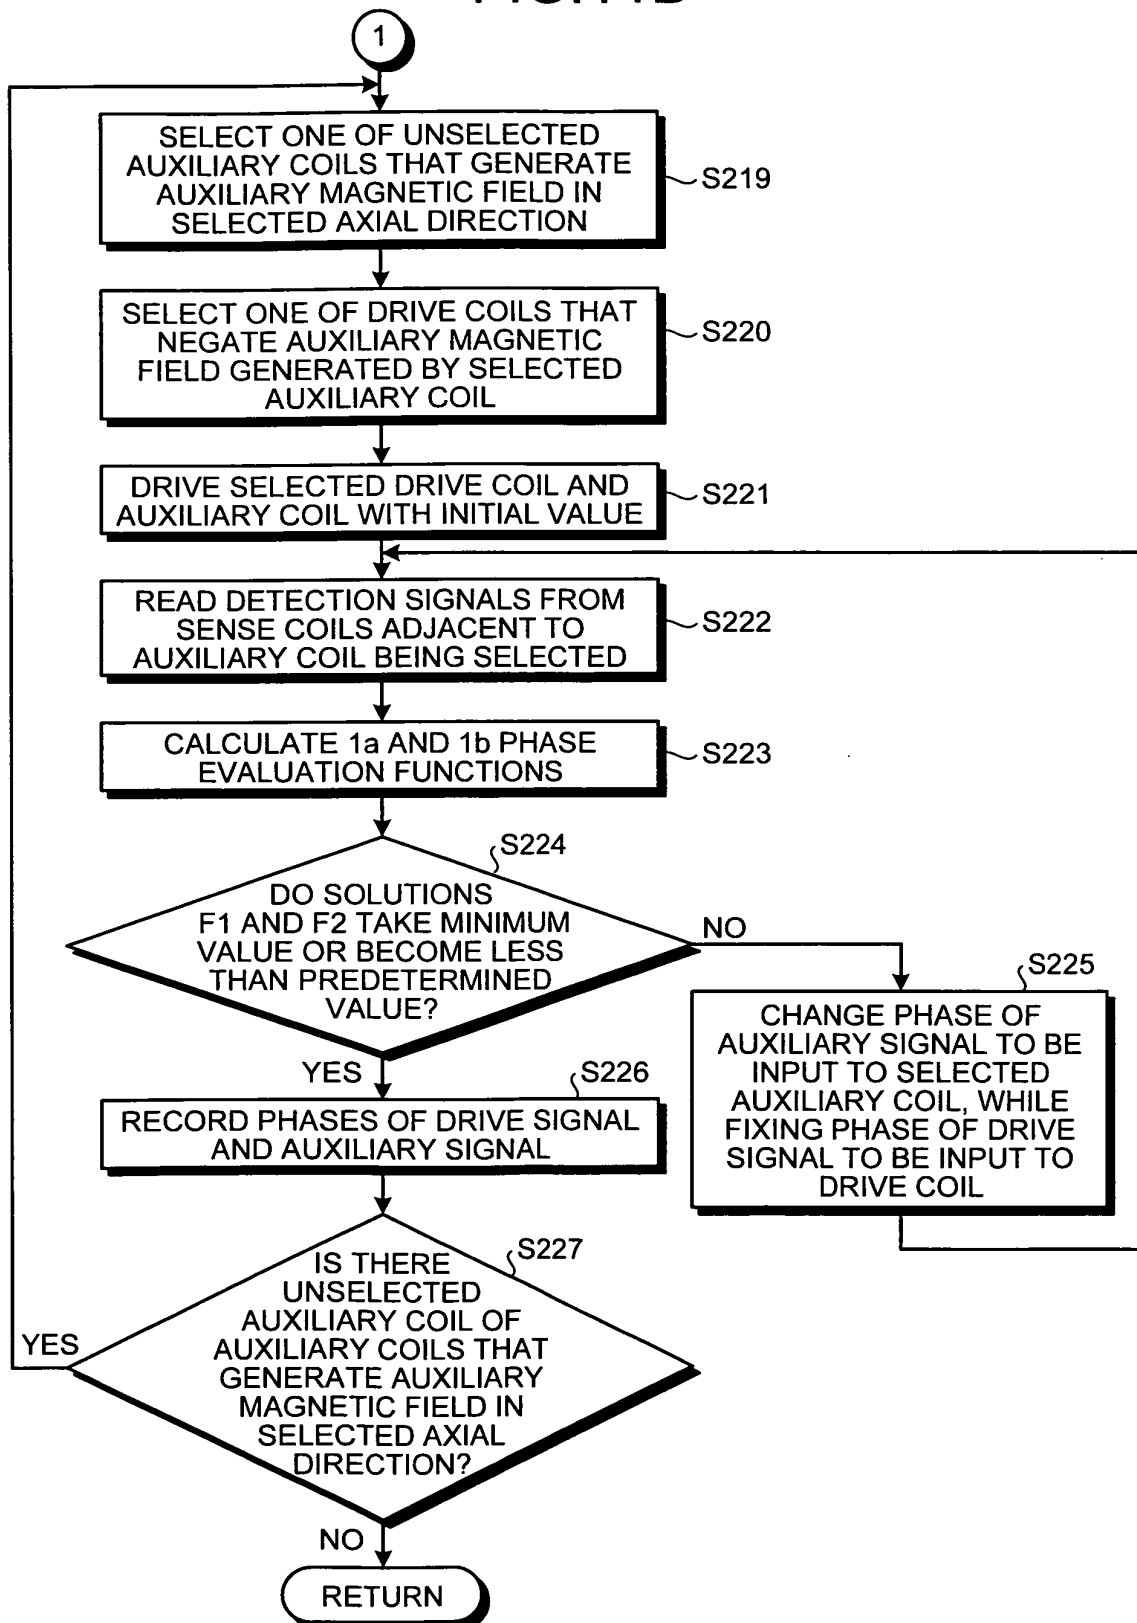 1
SELECT ONE OF UNSELECTED
AUXILIARY COILS THAT GENERATE
AUXILIARY MAGNETIC FIELD IN
SELECTED AXIAL DIRECTION
S219
SELECT ONE OF DRIVE COILS THAT
NEGATE AUXILIARY MAGNETIC
FIELD GENERATED BY SELECTED
AUXILIARY COIL
S220
DRIVE SELECTED DRIVE COIL AND
AUXILIARY COIL WITH INITIAL VALUE
S221
READ DETECTION SIGNALS FROM
SENSE COILS ADJACENT TO
AUXILIARY COIL BEING SELECTED
S222
CALCULATE 1a AND 1b PHASE
EVALUATION FUNCTIONS
S223
S224
DO SOLUTIONS
F1 AND F2 TAKE MINIMUM
VALUE OR BECOME LESS
THAN PREDETERMINED
VALUE?
NO
S225
CHANGE PHASE OF
AUXILIARY SIGNAL TO BE
INPUT TO SELECTED
AUXILIARY COIL, WHILE
FIXING PHASE OF DRIVE
SIGNAL TO BE INPUT TO
DRIVE COIL
YES
S226
RECORD PHASES OF DRIVE SIGNAL
AND AUXILIARY SIGNAL
S227
IS THERE
UNSELECTED
AUXILIARY COIL OF
AUXILIARY COILS THAT
GENERATE AUXILIARY
MAGNETIC FIELD IN
SELECTED AXIAL
DIRECTION?
YES
NO
RETURN